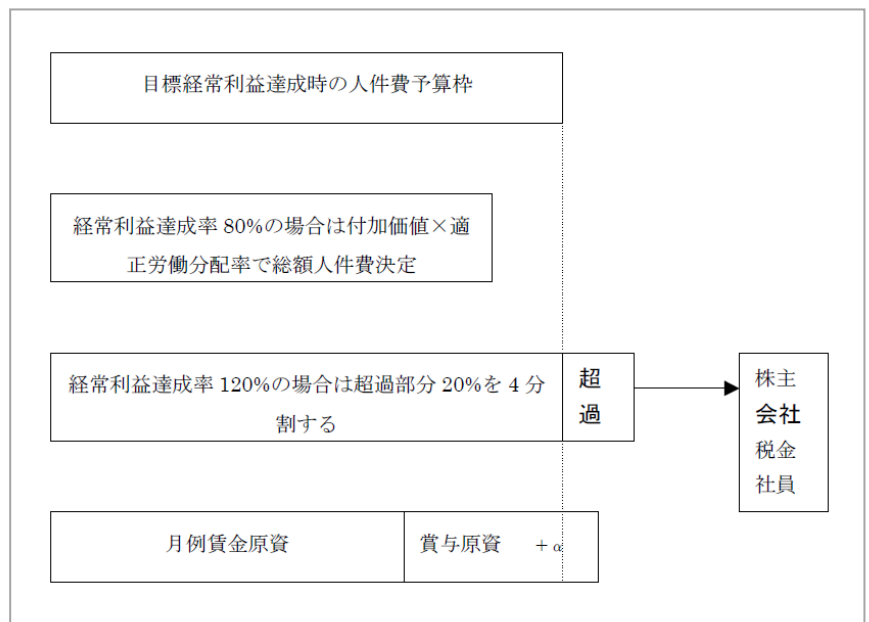 目標経常利益達成時の人件費予算枠
経常利益達成率 80%の場合は付加価値×適
正労働分配率で総額人件費決定
経常利益達成率 120%の場合は超過部分 20%を 4 分
割する
超
過
株主
会社
税金
社員
月例賃金原資
賞与原資 +α